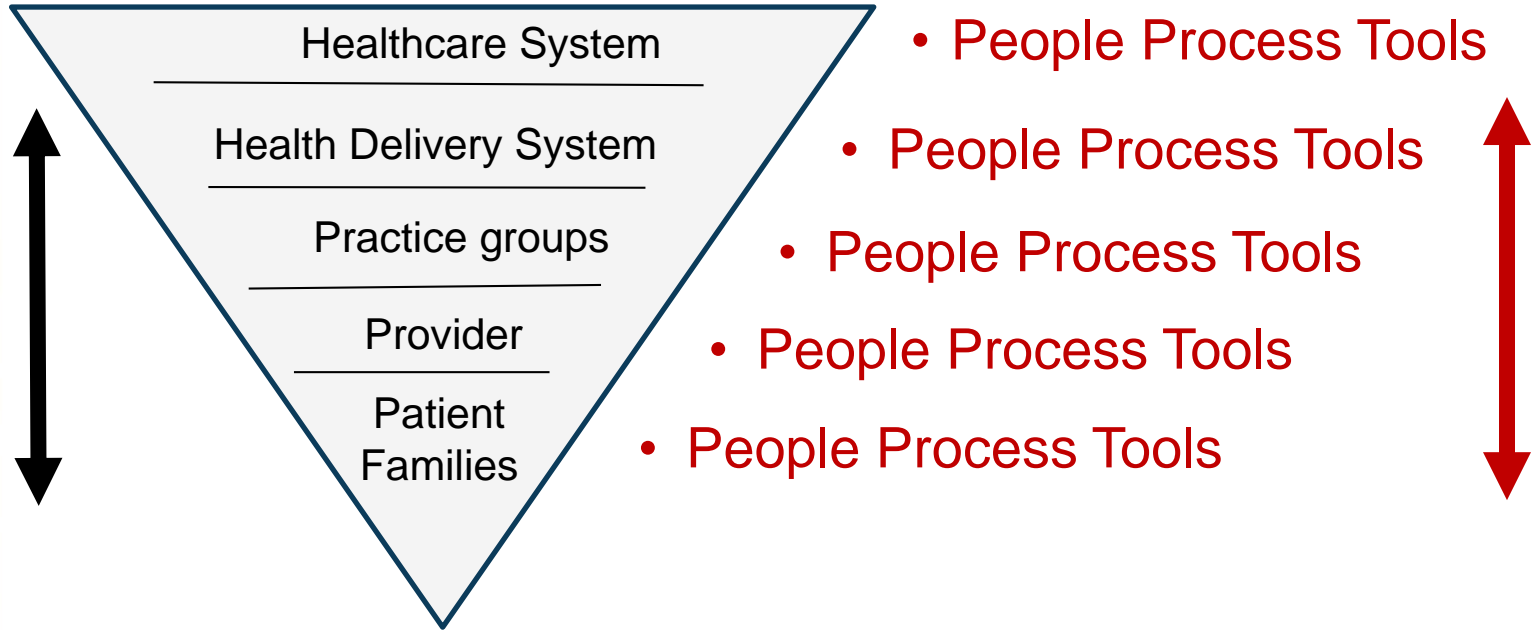 Healthcare System
• People Process Tools
Health Delivery System
• People Process Tools
Practice groups
• People Process Tools
Provider
• People Process Tools
Patient
Families
• People Process Tools